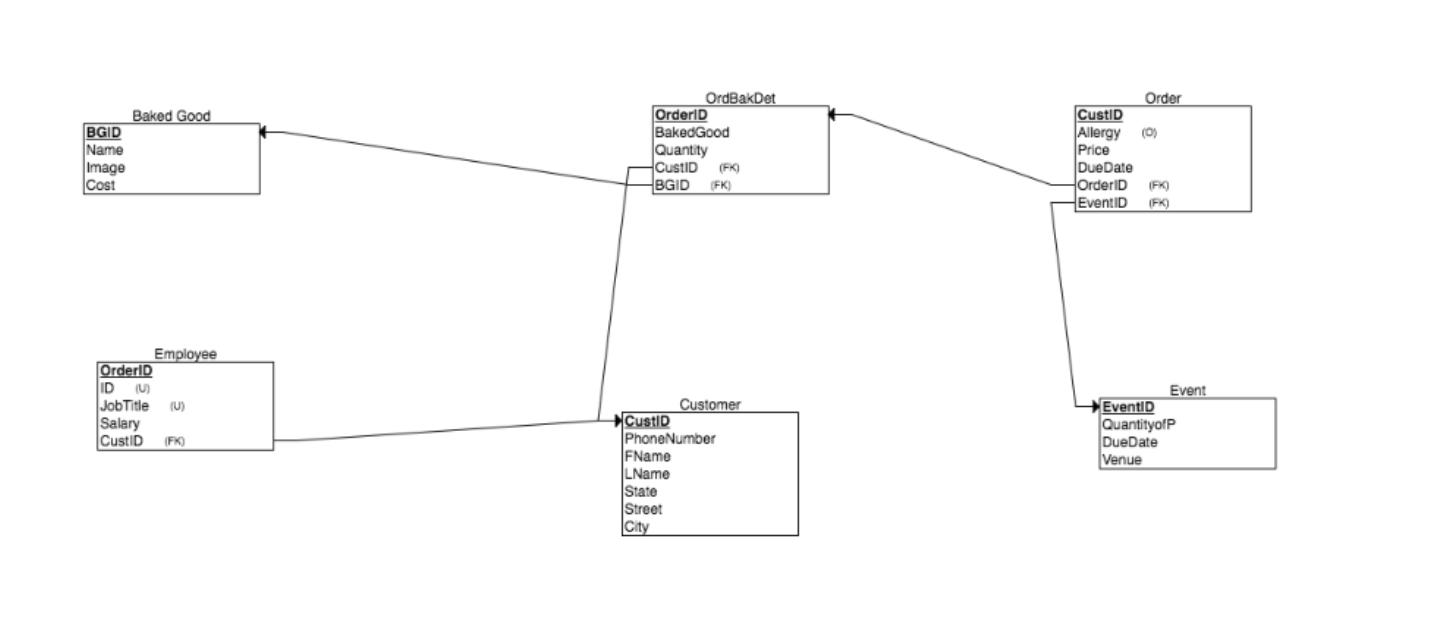 Baked Good
BGID
Name
Image
Cost
OrdBakDet
OrderID
BakedGood
Quantity
CustID (FK)
BGID (FK)
Order
CustID
Allergy (O)
Price
DueDate
OrderID (FK)
EventID (FK)
Employee
OrderID
ID (U)
JobTitle (U)
Salary
CustID (FK)
Customer
CustID
PhoneNumber
FName
LName
State
Street
City
Event
EventID
QuantityofP
DueDate
Venue